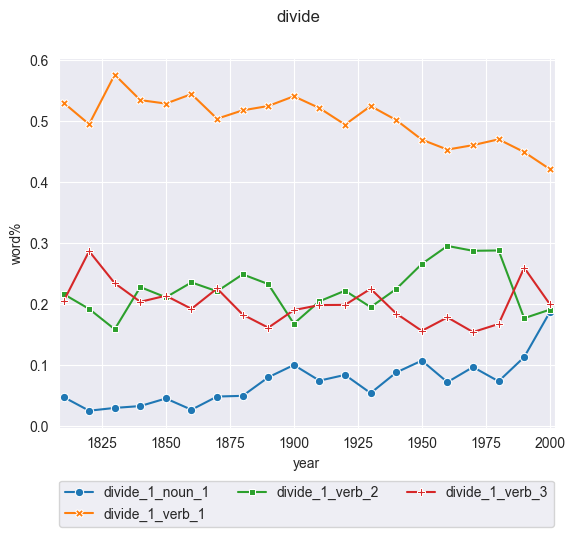 divide
0.6
0.5
0.4
0.3
0.2
0.1
0.0
word%
1825 1850 1875 1900 1925 1950 1975 2000
year
divide_1_noun_1 divide_1_verb_2 divide_1_verb_3
divide_1_verb_1